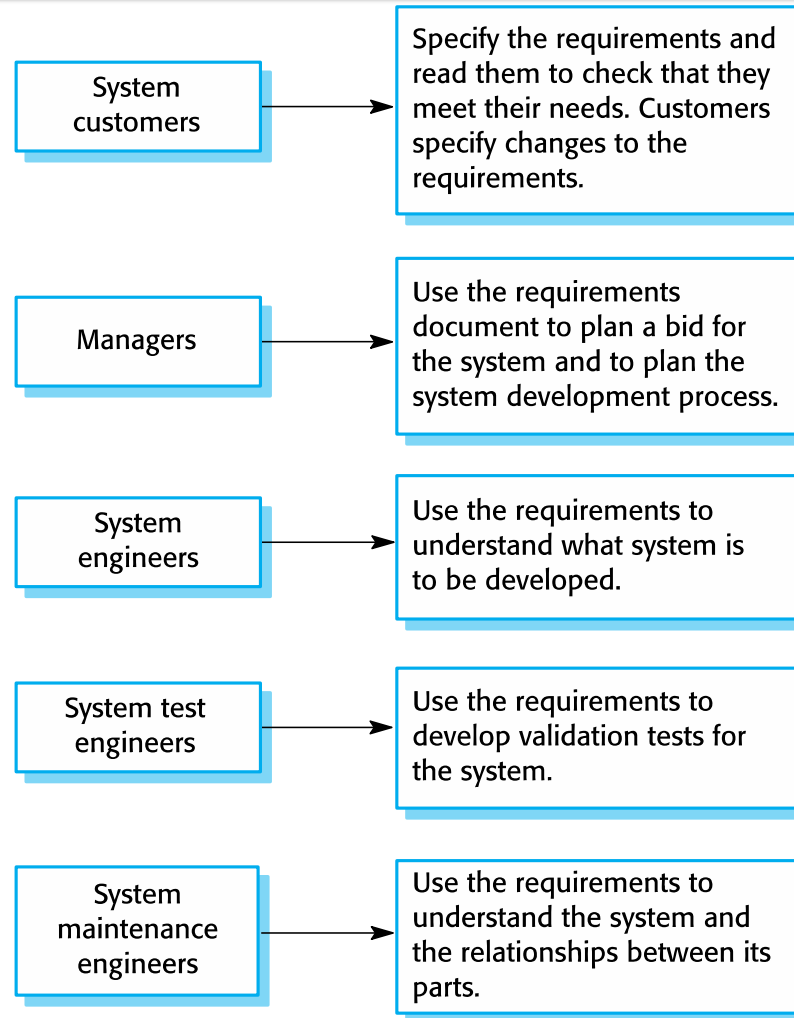 System
customers
Specify the requirements and
read them to check that they
meet their needs. Customers
specify changes to the
requirements.
Managers
Use the requirements
document to plan a bid for
the system and to plan the
system development process.
System
engineers
Use the requirements to
understand what system is
to be developed.
System test
engineers
Use the requirements to
develop validation tests for
the system.
System
maintenance
engineers
Use the requirements to
understand the system and
the relationships between its
parts.